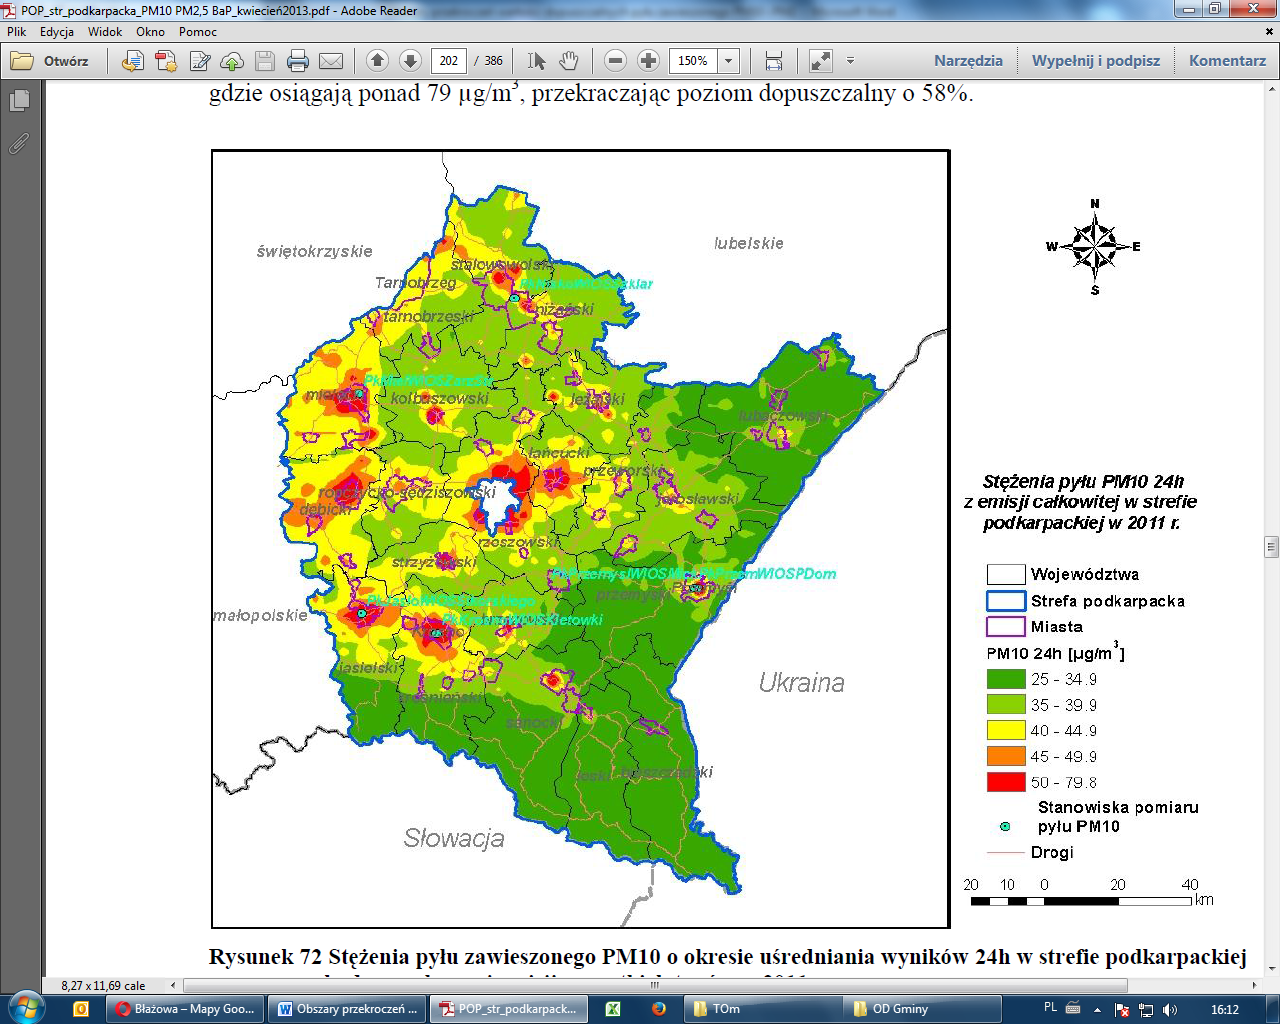 POP_str_podkarpacka_PM10 PM2,5 BaP_kwiecień2013.pdf - Adobe Reader
Plik Edycja Widok Okno Pomoc
Otwórz 202 / 386 150% Narzędzia Wypełnij i podpisz Komentarz
gdzie osiągają ponad 79 µg/m³, przekraczając poziom dopuszczalny o 58%.
świętokrzyskie
lubelskie
N
W E
S
stalowowolski
Tarnobrzeg
tarnobrzeski
niżański
PkMielWIOSZarzSo
kolbuszowski
leżajski
lubaczowski
łańcucki
przeworski
ropczycko-sędziszowski
jarosławski
dębicki
rzeszowski
strzyżowski
przemyski
małopolskie
PkKrosnoWIOSKletowki
Krosno
jasielski
krośnieński
sanocki
leski bieszczadzki
Ukraina
Słowacja
Stężenia pyłu PM10 24h
z emisji całkowitej w strefie
podkarpackiej w 2011 r.
Województwa
Strefa podkarpacka
Miasta
PM10 24h [µg/m³]
25 - 34.9
35 - 39.9
40 - 44.9
45 - 49.9
50 - 79.8
Stanowiska pomiaru
pyłu PM10
Drogi
20 10 0 20 40
km
Rysunek 72 Stężenia pyłu zawieszonego PM10 o okresie uśredniania wyników 24h w strefie podkarpackiej
8,27 x 11,69 cale
Błażowa – Mapy Goo... Obszary przekroczeń ... POP_str_podkarpack... TOm OD Gminy PL 16:12